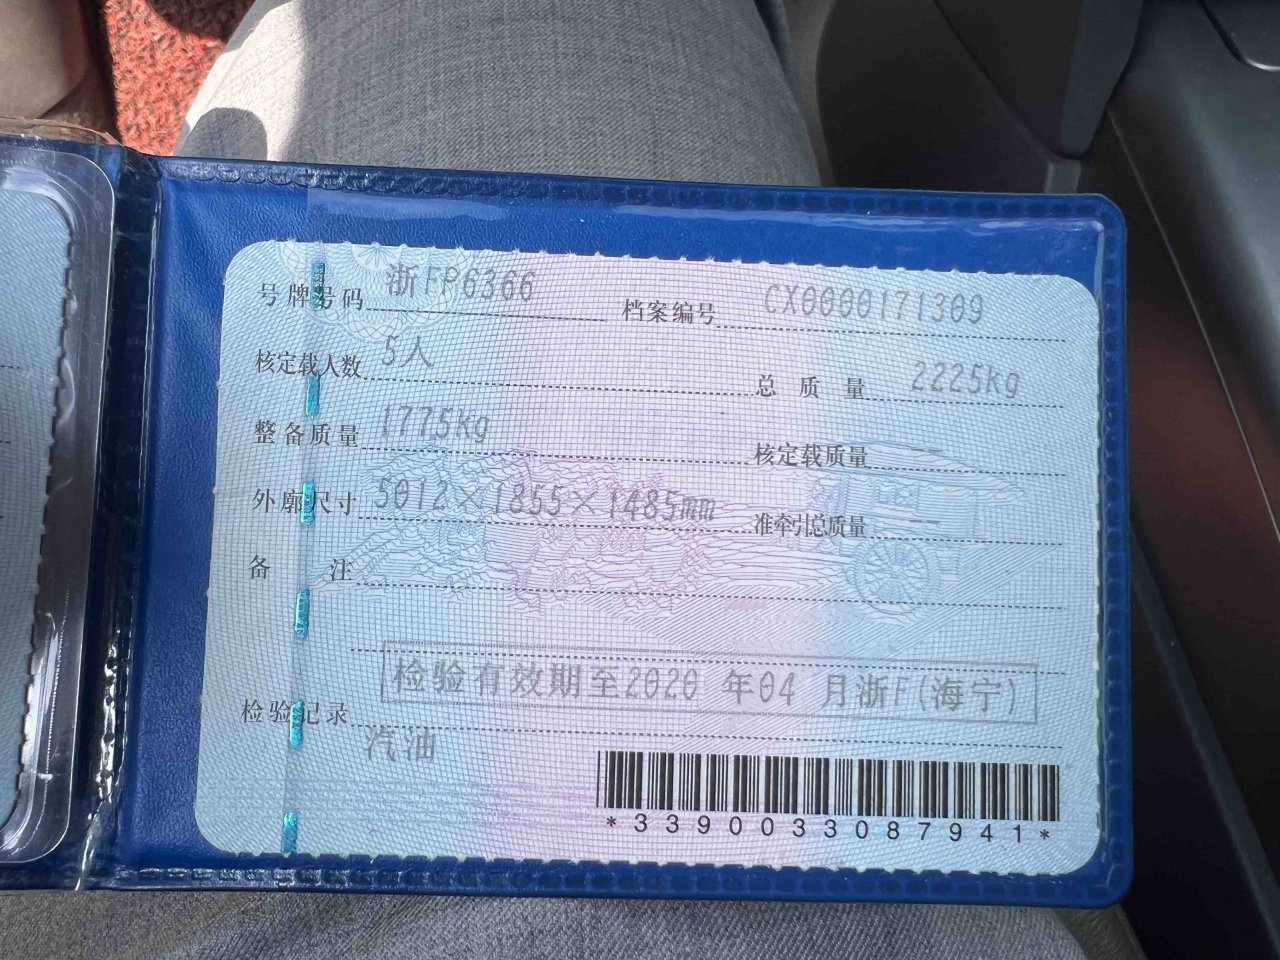 号牌号码 浙FP6366 档案编号 CX0000171309
核定载人数 5人 总质量 2225kg
整备质量 1775kg 核定载质量 --
外廓尺寸 5012×1855×1485mm 准牵引总质量 --
备注
检验记录 检验有效期至2020 年04 月浙F(海宁)
汽油
*3390033087941*